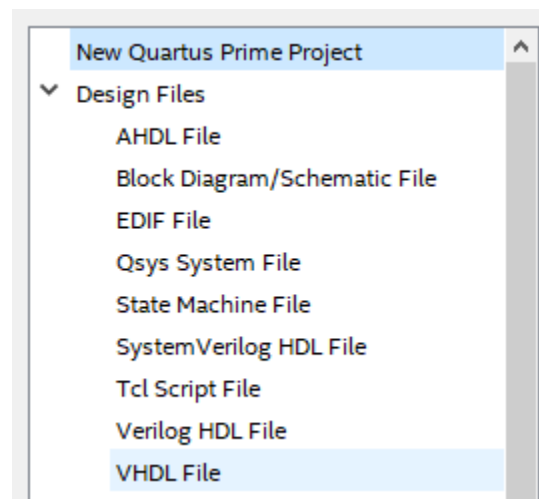 New Quartus Prime Project
Design Files
AHDL File
Block Diagram/Schematic File
EDIF File
Qsys System File
State Machine File
SystemVerilog HDL File
Tcl Script File
Verilog HDL File
VHDL File